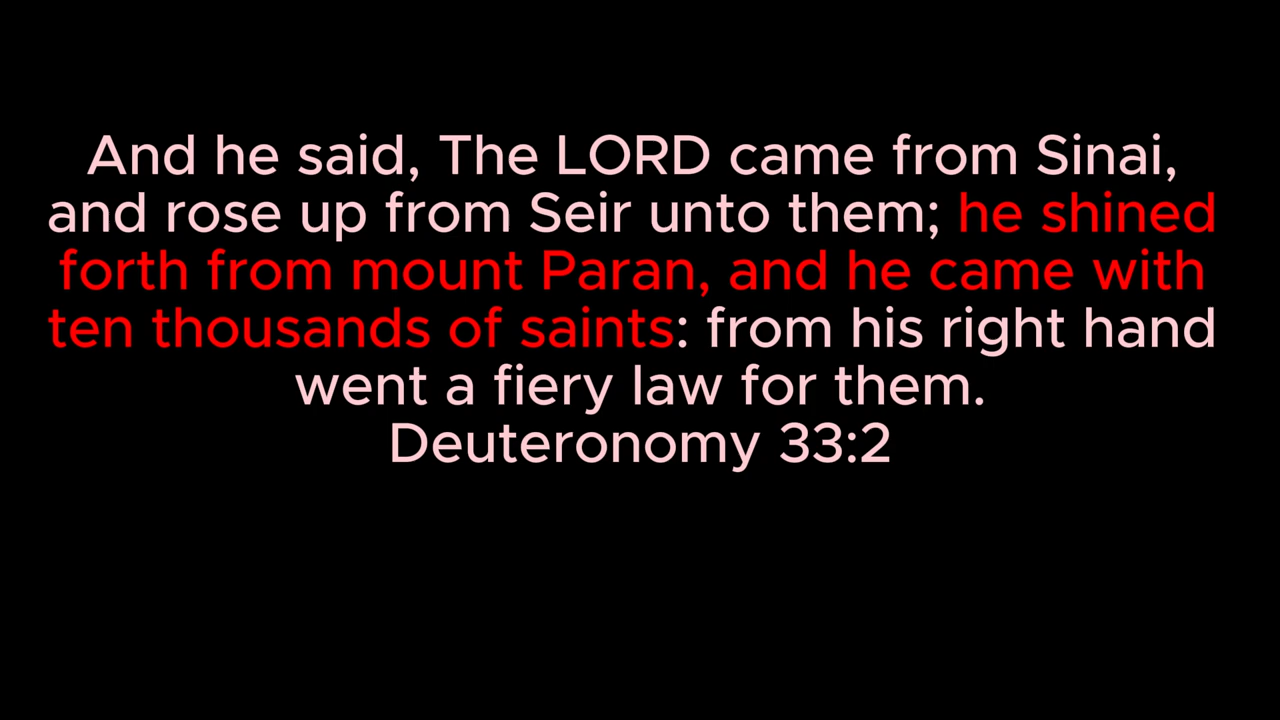 And he said, The LORD came from Sinai,
and rose up from Seir unto them; he shined
forth from mount Paran, and he came with
ten thousands of saints: from his right hand
went a fiery law for them.
Deuteronomy 33:2